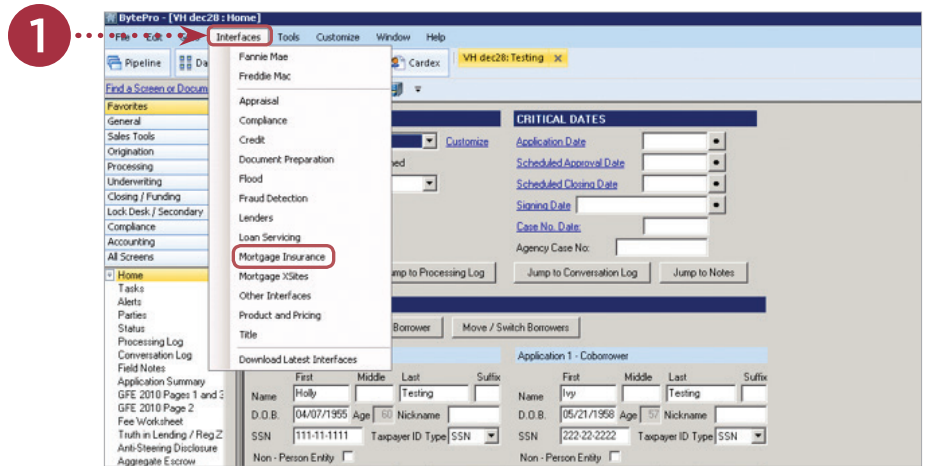 BytePro - [VH dec28 : Home]
1
File Edit Interfaces Tools Customize Window Help
Pipeline Da Cardex VH dec28: Testing
Find a Screen or Docum
Favorites
General
Sales Tools
Origination
Processing
Underwriting
Closing / Funding
Lock Desk / Secondary
Compliance
Accounting
All Screens
Home
Tasks
Alerts
Parties
Status
Processing Log
Conversation Log
Field Notes
Application Summary
GFE 2010 Pages 1 and 2
GFE 2010 Page 2
Fee Worksheet
Truth in Lending / Reg Z
Anti-Steering Disclosure
Aggregate Escrow
Fannie Mae
Freddie Mac
Appraisal
Compliance
Credit
Document Preparation
Flood
Fraud Detection
Lenders
Loan Servicing
Mortgage Insurance
Mortgage XSites
Other Interfaces
Product and Pricing
Title
Download Latest Interfaces
Customize
ed
CRITICAL DATES
Application Date
Scheduled Approval Date
Scheduled Closing Date
Signing Date
Case No. Date:
Agency Case No:
mp to Processing Log Jump to Conversation Log Jump to Notes
Borrower Move / Switch Borrowers
Application 1 - Coborrower
First Middle Last Suffix
Name Holly Testing
D.O.B. 04/07/1955 Age 60 Nickname
SSN 111-11-1111 Taxpayer ID Type SSN
Non - Person Entity
First Middle Last Suffix
Name Ivy Testing
D.O.B. 05/21/1958 Age 57 Nickname
SSN 222-22-2222 Taxpayer ID Type SSN
Non - Person Entity